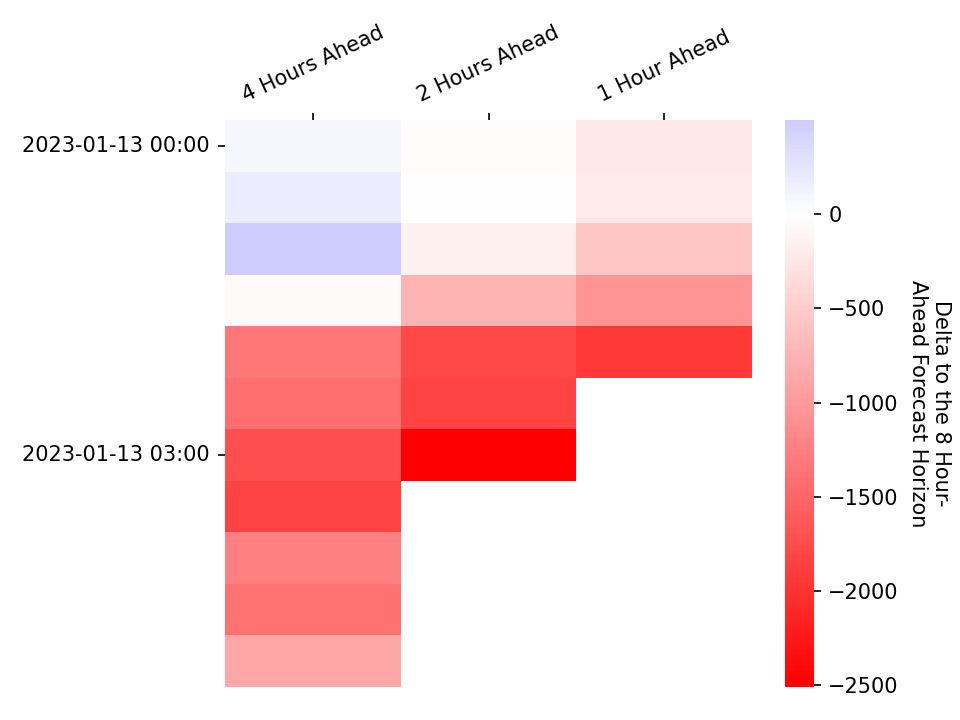 4 Hours Ahead
2 Hours Ahead
1 Hour Ahead
2023-01-13 00:00
2023-01-13 03:00
0
−500
−1000
−1500
−2000
−2500
Delta to the 8 Hour-
Ahead Forecast Horizon